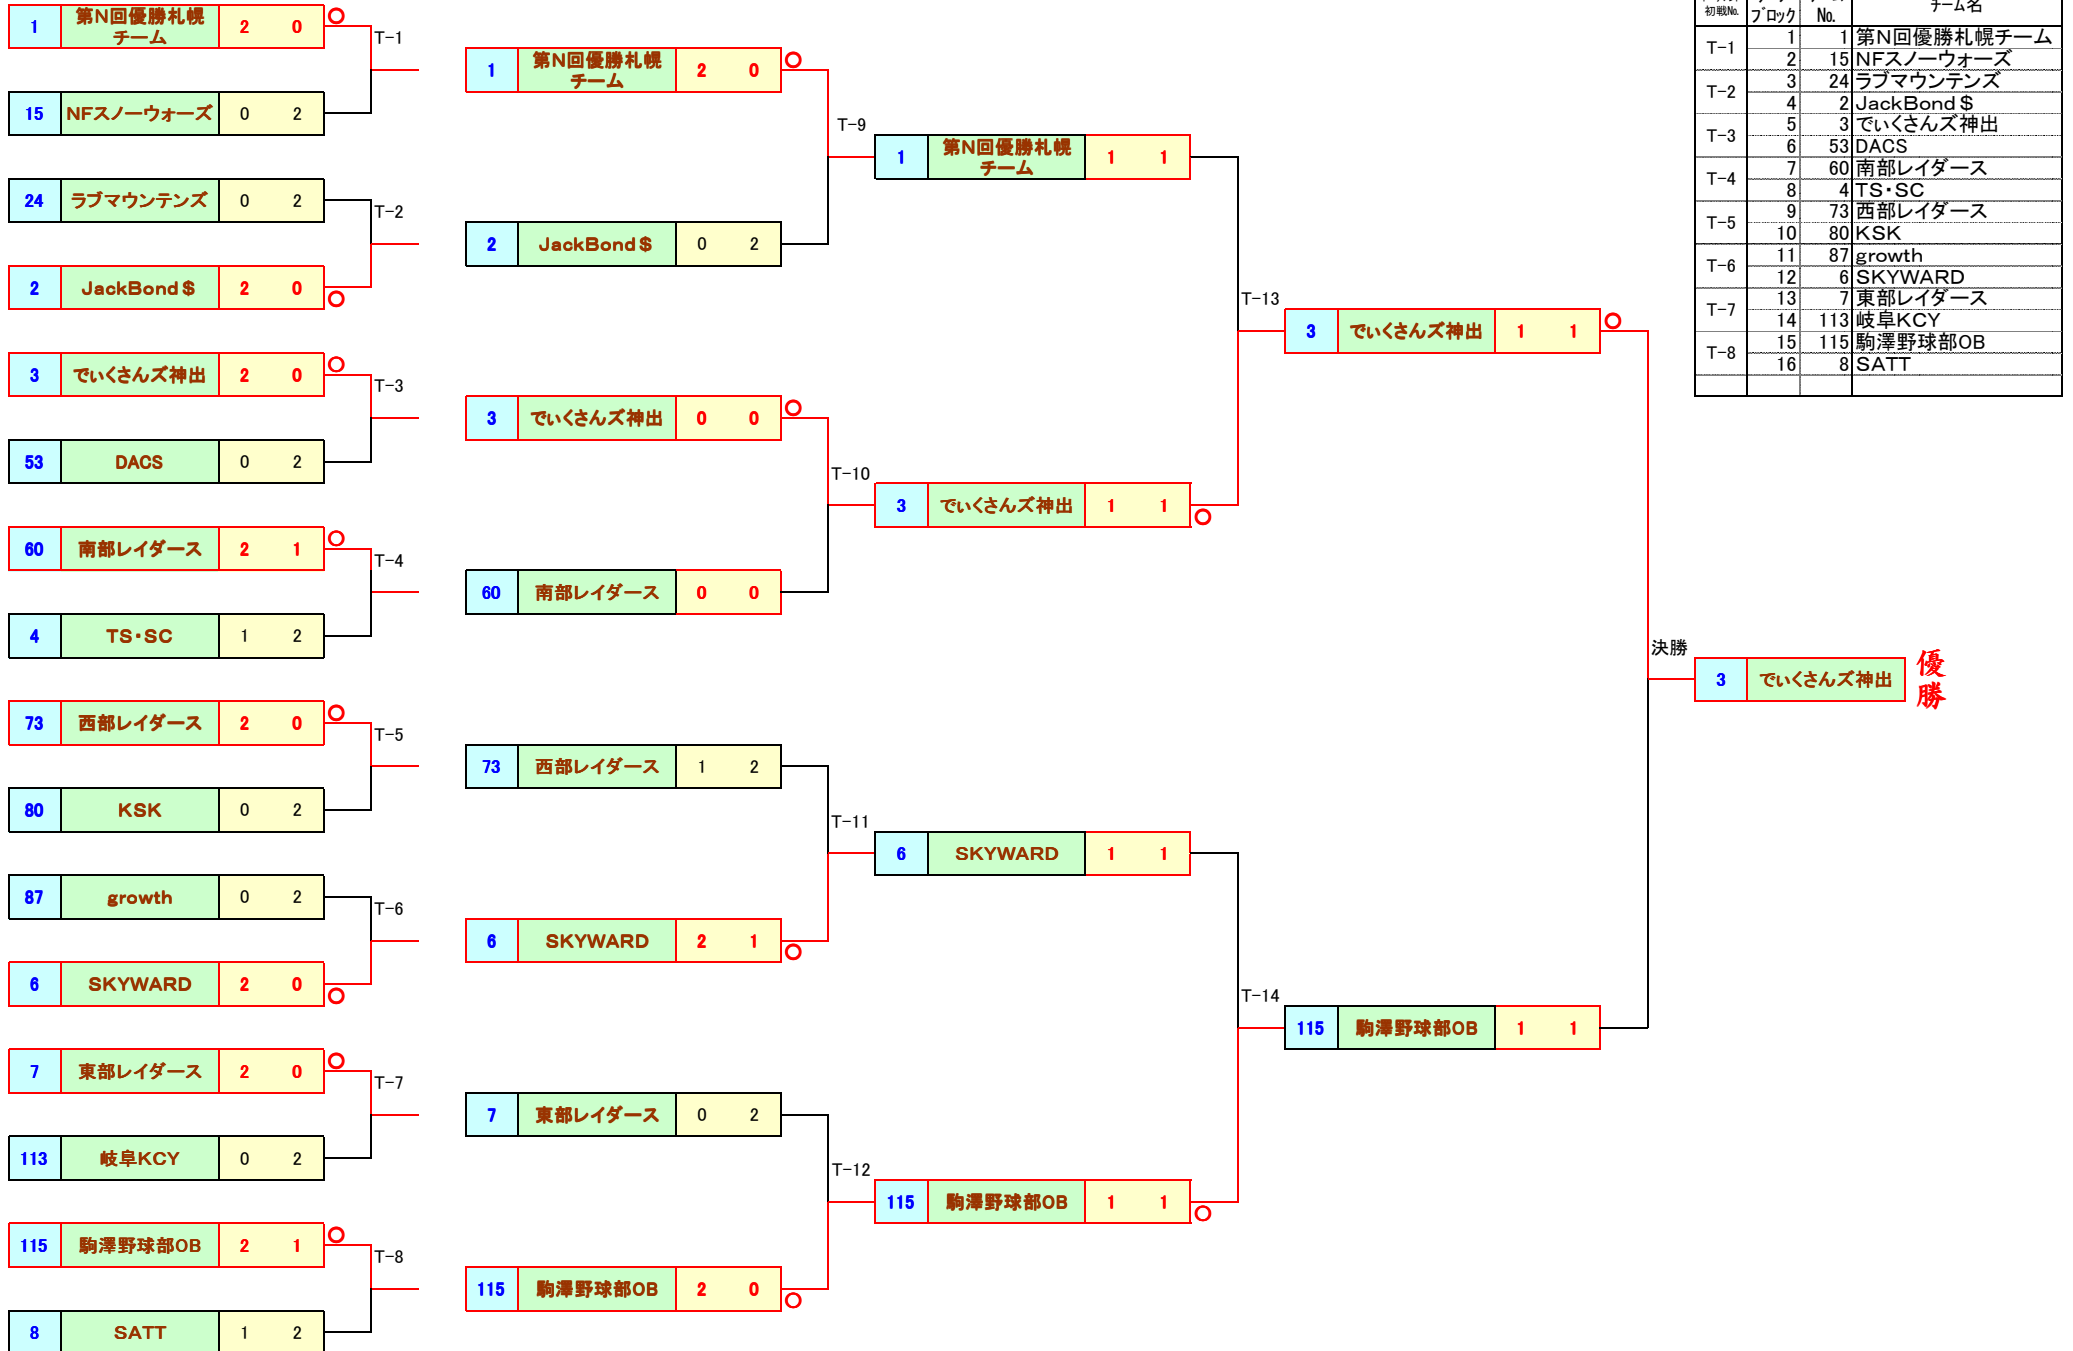 1 第N回優勝札幌チーム 2 0 ○
T-1
15 NFスノーウォーズ 0 2
24 ラブマウンテンズ 0 2
T-2
2 JackBond＄ 2 0 ○
3 でぃくさんズ神出 2 0 ○
T-3
53 DACS 0 2
60 南部レイダース 2 1 ○
T-4
4 TS・SC 1 2
73 西部レイダース 2 0 ○
T-5
80 KSK 0 2
87 growth 0 2
T-6
6 SKYWARD 2 0 ○
7 東部レイダース 2 0 ○
T-7
113 岐阜KCY 0 2
115 駒澤野球部OB 2 1 ○
T-8
8 SATT 1 2
1 第N回優勝札幌チーム 2 0 ○
T-9
2 JackBond＄ 0 2
3 でぃくさんズ神出 0 0 ○
T-10
60 南部レイダース 0 0
73 西部レイダース 1 2
T-11
6 SKYWARD 2 1 ○
7 東部レイダース 0 2
T-12
115 駒澤野球部OB 2 0 ○
1 第N回優勝札幌チーム 1 1
T-13
3 でぃくさんズ神出 1 1 ○
6 SKYWARD 1 1
T-14
115 駒澤野球部OB 1 1 ○
3 でぃくさんズ神出 1 1 ○
決勝
115 駒澤野球部OB 1 1
3 でぃくさんズ神出 優勝
初戦No. ブロック No. チーム名
T-1 1 1 第N回優勝札幌チーム
2 15 NFスノーウォーズ
T-2 3 24 ラブマウンテンズ
4 2 JackBond＄
T-3 5 3 でぃくさんズ神出
6 53 DACS
T-4 7 60 南部レイダース
8 4 TS・SC
T-5 9 73 西部レイダース
10 80 KSK
T-6 11 87 growth
12 6 SKYWARD
T-7 13 7 東部レイダース
14 113 岐阜KCY
T-8 15 115 駒澤野球部OB
16 8 SATT